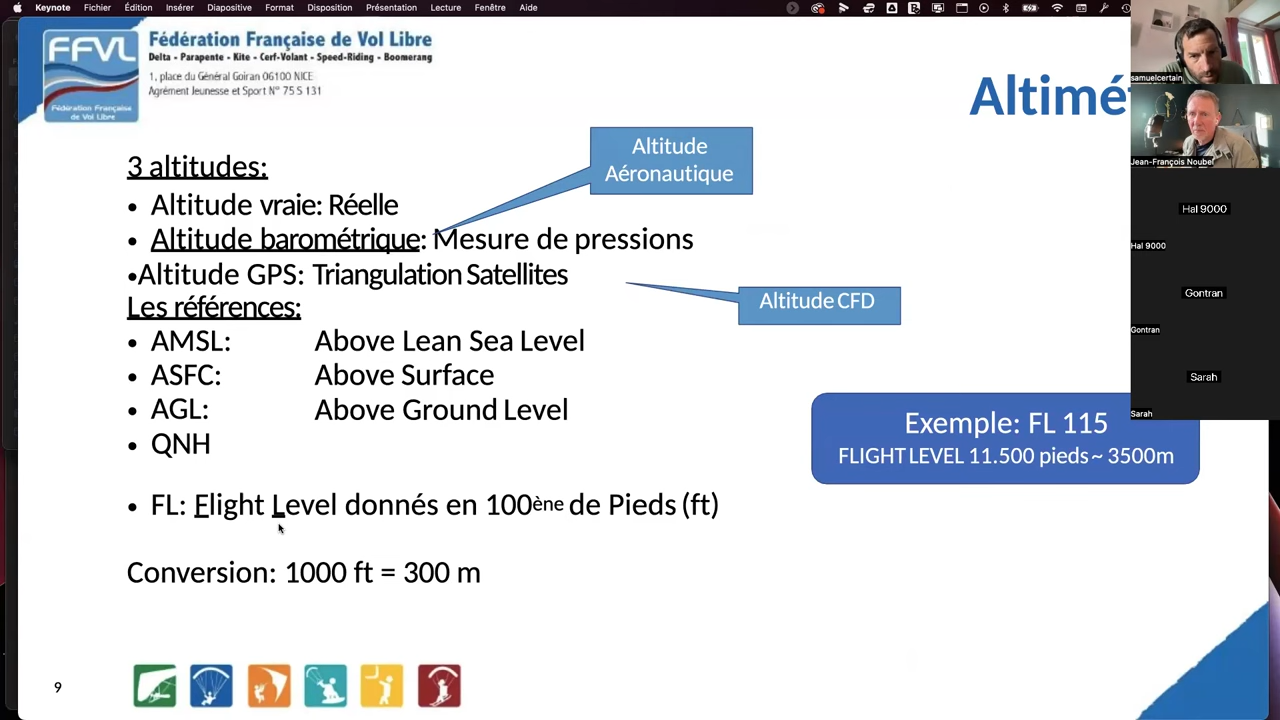 Keynote Fichier Édition Insérer Diapositive Format Disposition Présentation Lecture Fenêtre Aide
FFVL
Fédération Française
de Vol Libre
Fédération Française de Vol Libre
Delta - Parapente - Kite - Cerf-Volant - Speed-Riding - Boomerang
1, place du Général Goiran 06100 NICE
Agrément Jeunesse et Sport N° 75 S 131
Altimét
Altitude
Aéronautique
3 altitudes:
• Altitude vraie: Réelle
• Altitude barométrique: Mesure de pressions
•Altitude GPS: Triangulation Satellites
Altitude CFD
Les références:
• AMSL: Above Lean Sea Level
• ASFC: Above Surface
• AGL: Above Ground Level
• QNH
Exemple: FL 115
FLIGHT LEVEL 11.500 pieds ~ 3500m
• FL: Flight Level donnés en 100ène de Pieds (ft)
Conversion: 1000 ft = 300 m
9
samuelcertain
Jean-François Noubel
Hal 9000
Hal 9000
Gontran
Gontran
Sarah
Sarah